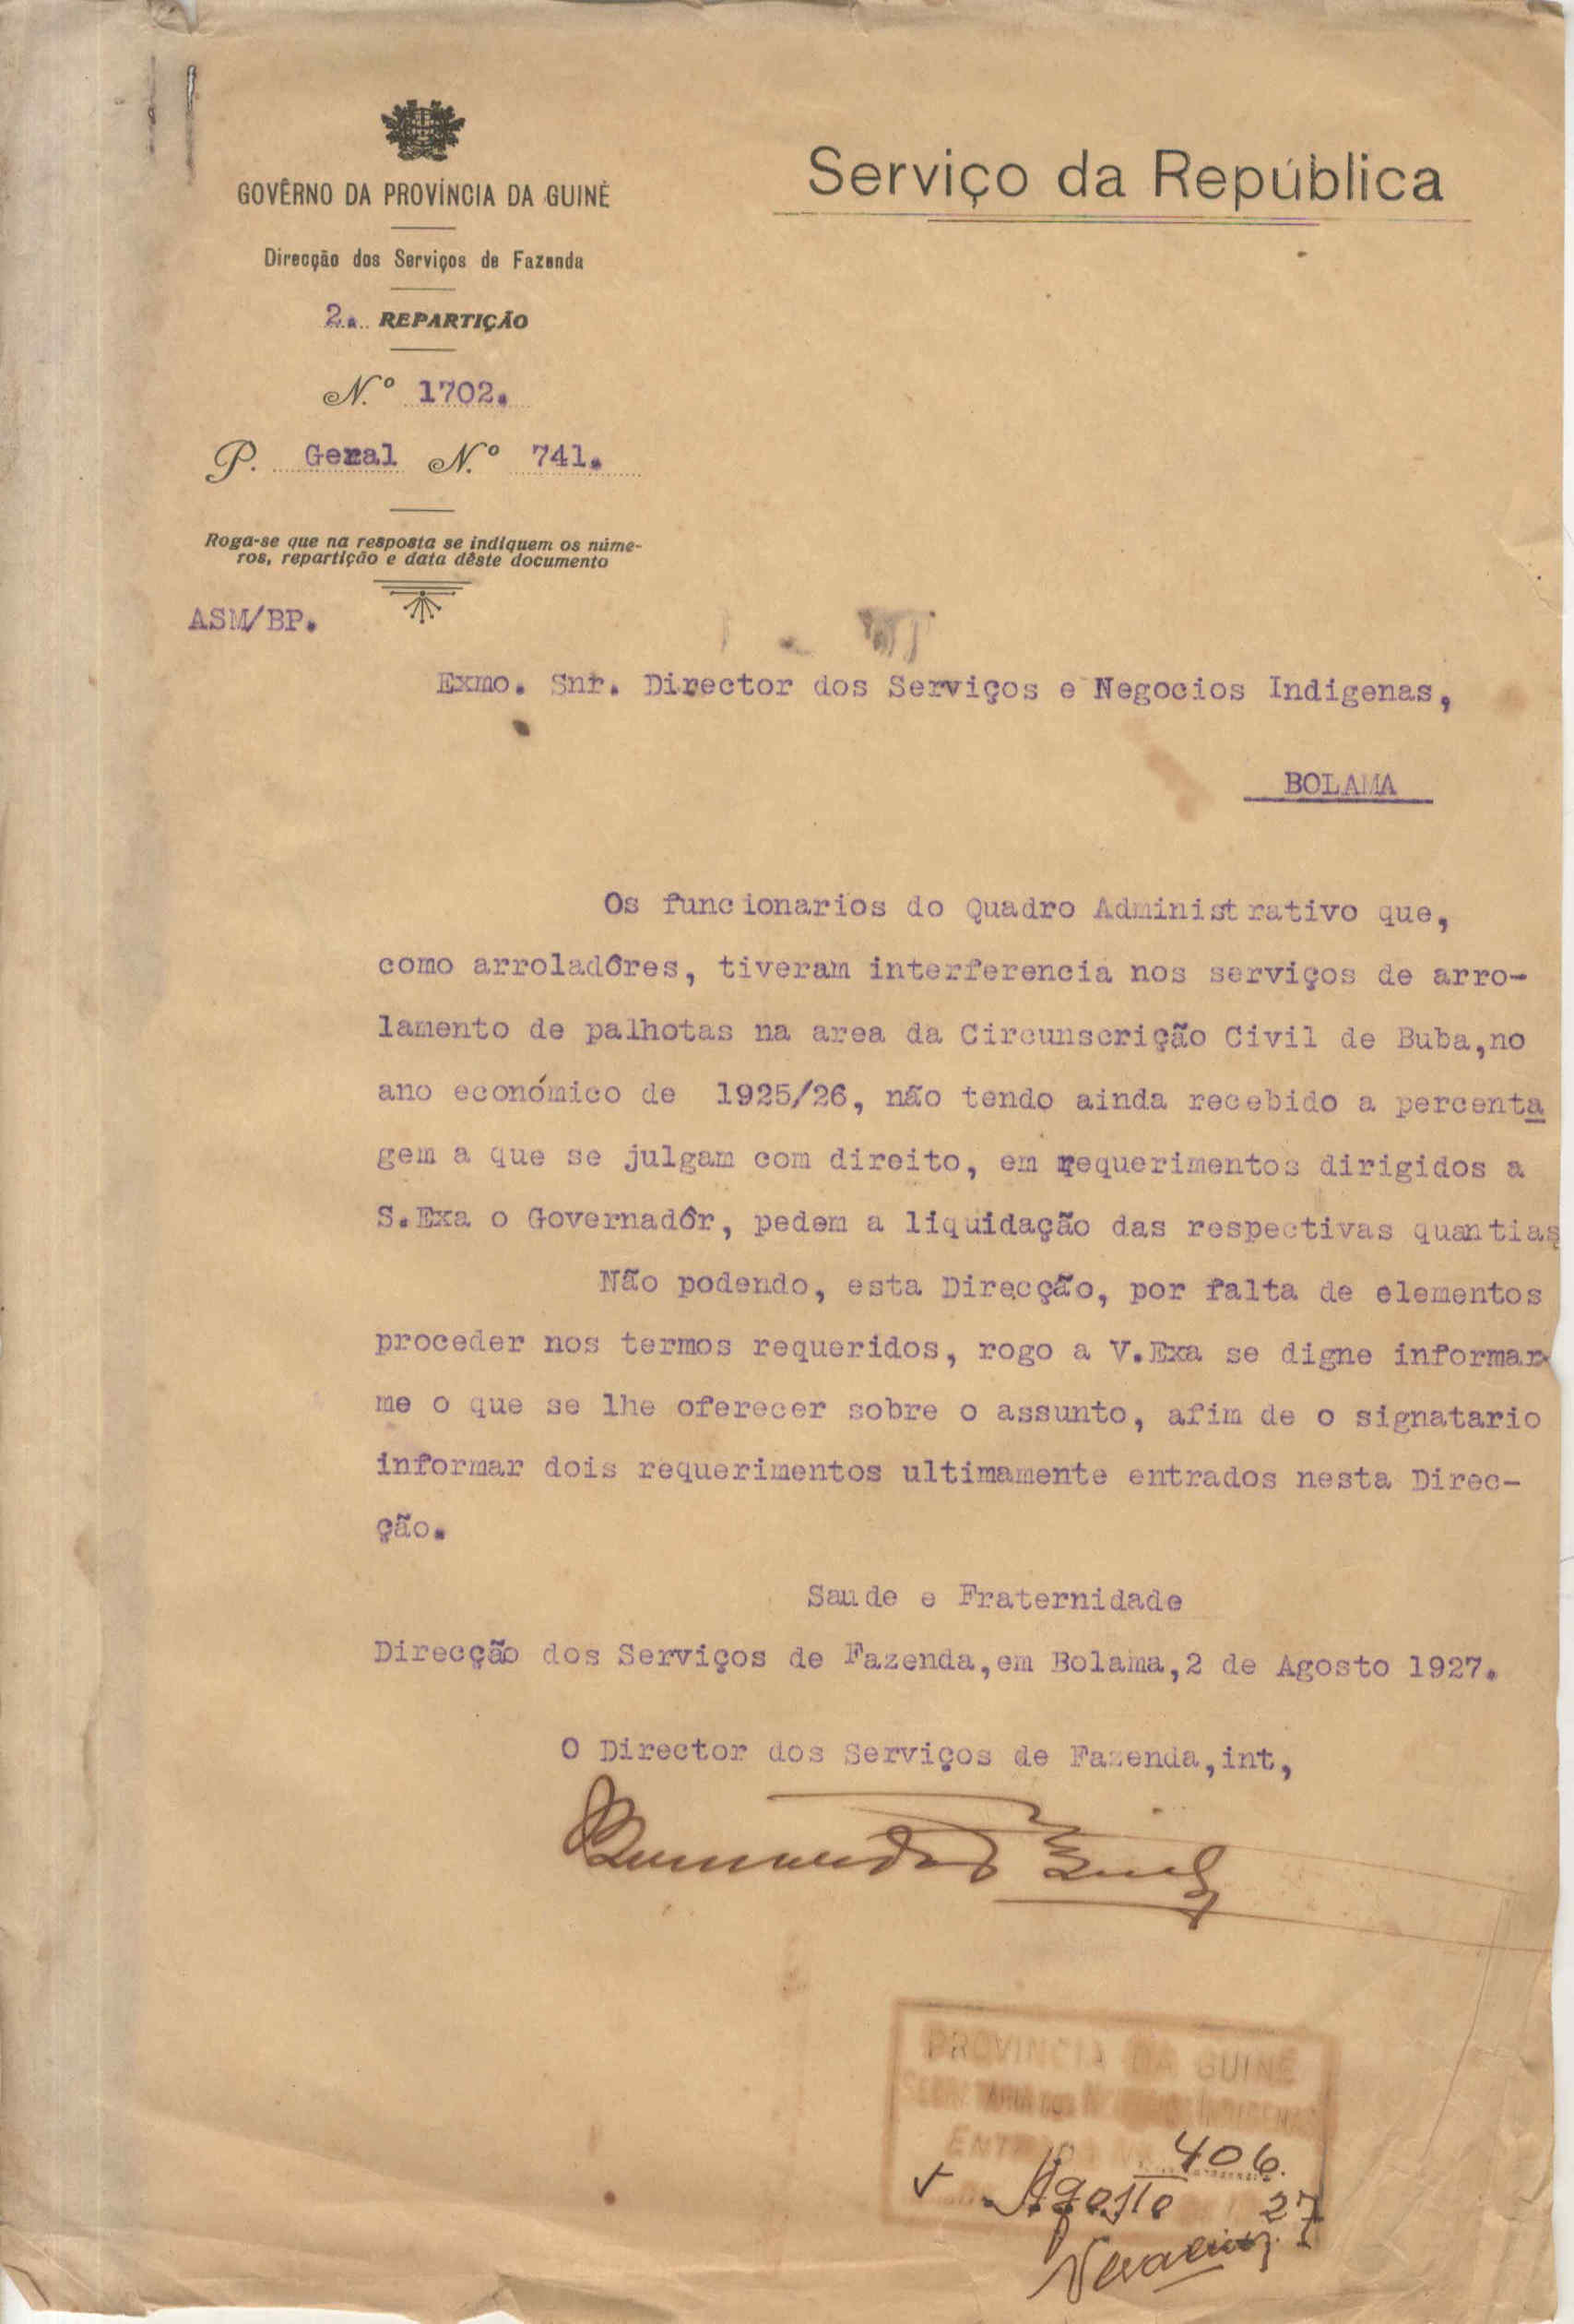 GOVÊRNO DA PROVÍNCIA DA GUINÉ
Direcção dos Serviços de Fazenda
2. REPARTIÇÃO
N.º 1702.
P. Geral N.º 741.
Roga-se que na resposta se indiquem os núme-
ros, repartição e data dêste documento
ASM/BP.
Serviço da República
Exmo. Snr. Director dos Serviços e Negocios Indigenas,
BOLAMA
Os funcionarios do Quadro Administrativo que,
como arroladôres, tiveram interferencia nos serviços de arro-
lamento de palhotas na area da Circunscrição Civil de Buba,no
ano económico de 1925/26, não tendo ainda recebido a percenta
gem a que se julgam com direito, em requerimentos dirigidos a
S.Exa o Governadôr, pedem a liquidação das respectivas quantias
Não podendo, esta Direcção, por falta de elementos
proceder nos termos requeridos, rogo a V.Exa se digne informar-
me o que se lhe oferecer sobre o assunto, afim de o signatario
informar dois requerimentos ultimamente entrados nesta Direc-
ção.
Saude e Fraternidade
Direcção dos Serviços de Fazenda,em Bolama,2 de Agosto 1927.
O Director dos Serviços de Fazenda,int,
PROVINCIA DA GUINÉ
SECRETARIA DOS NEGOCIOS INDIGENAS
ENTRADA N.º 406.
Agosto 27